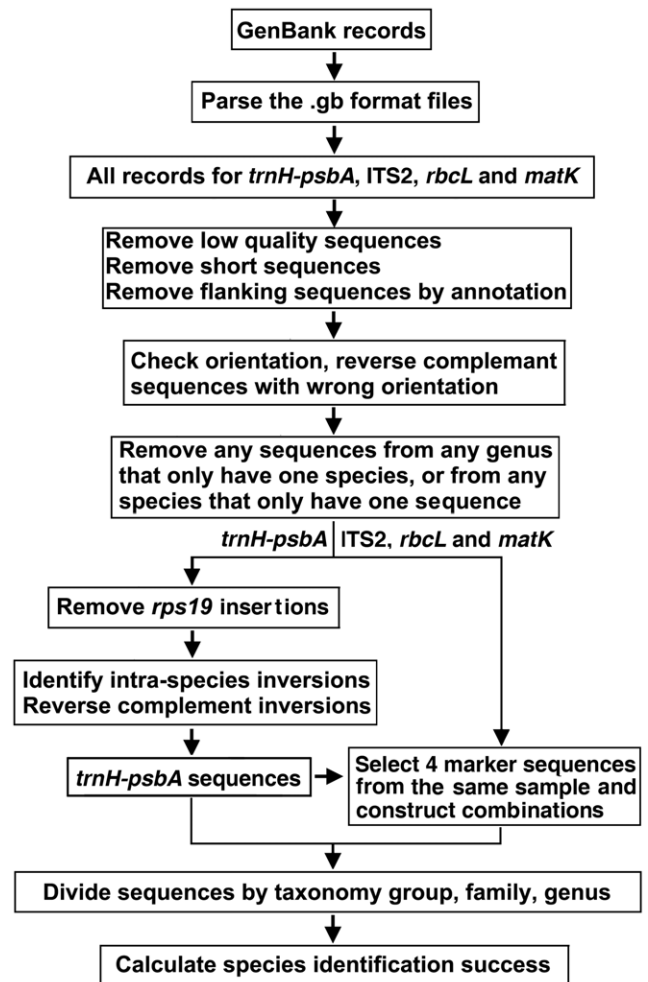 GenBank records
Parse the .gb format files
All records for trnH-psbA, ITS2, rbcL and matK
Remove low quality sequences
Remove short sequences
Remove flanking sequences by annotation
Check orientation, reverse complemant
sequences with wrong orientation
Remove any sequences from any genus
that only have one species, or from any
species that only have one sequence
trnH-psbA
ITS2, rbcL and matK
Remove rps19 insertions
Identify intra-species inversions
Reverse complement inversions
trnH-psbA sequences
Select 4 marker sequences
from the same sample and
construct combinations
Divide sequences by taxonomy group, family, genus
Calculate species identification success